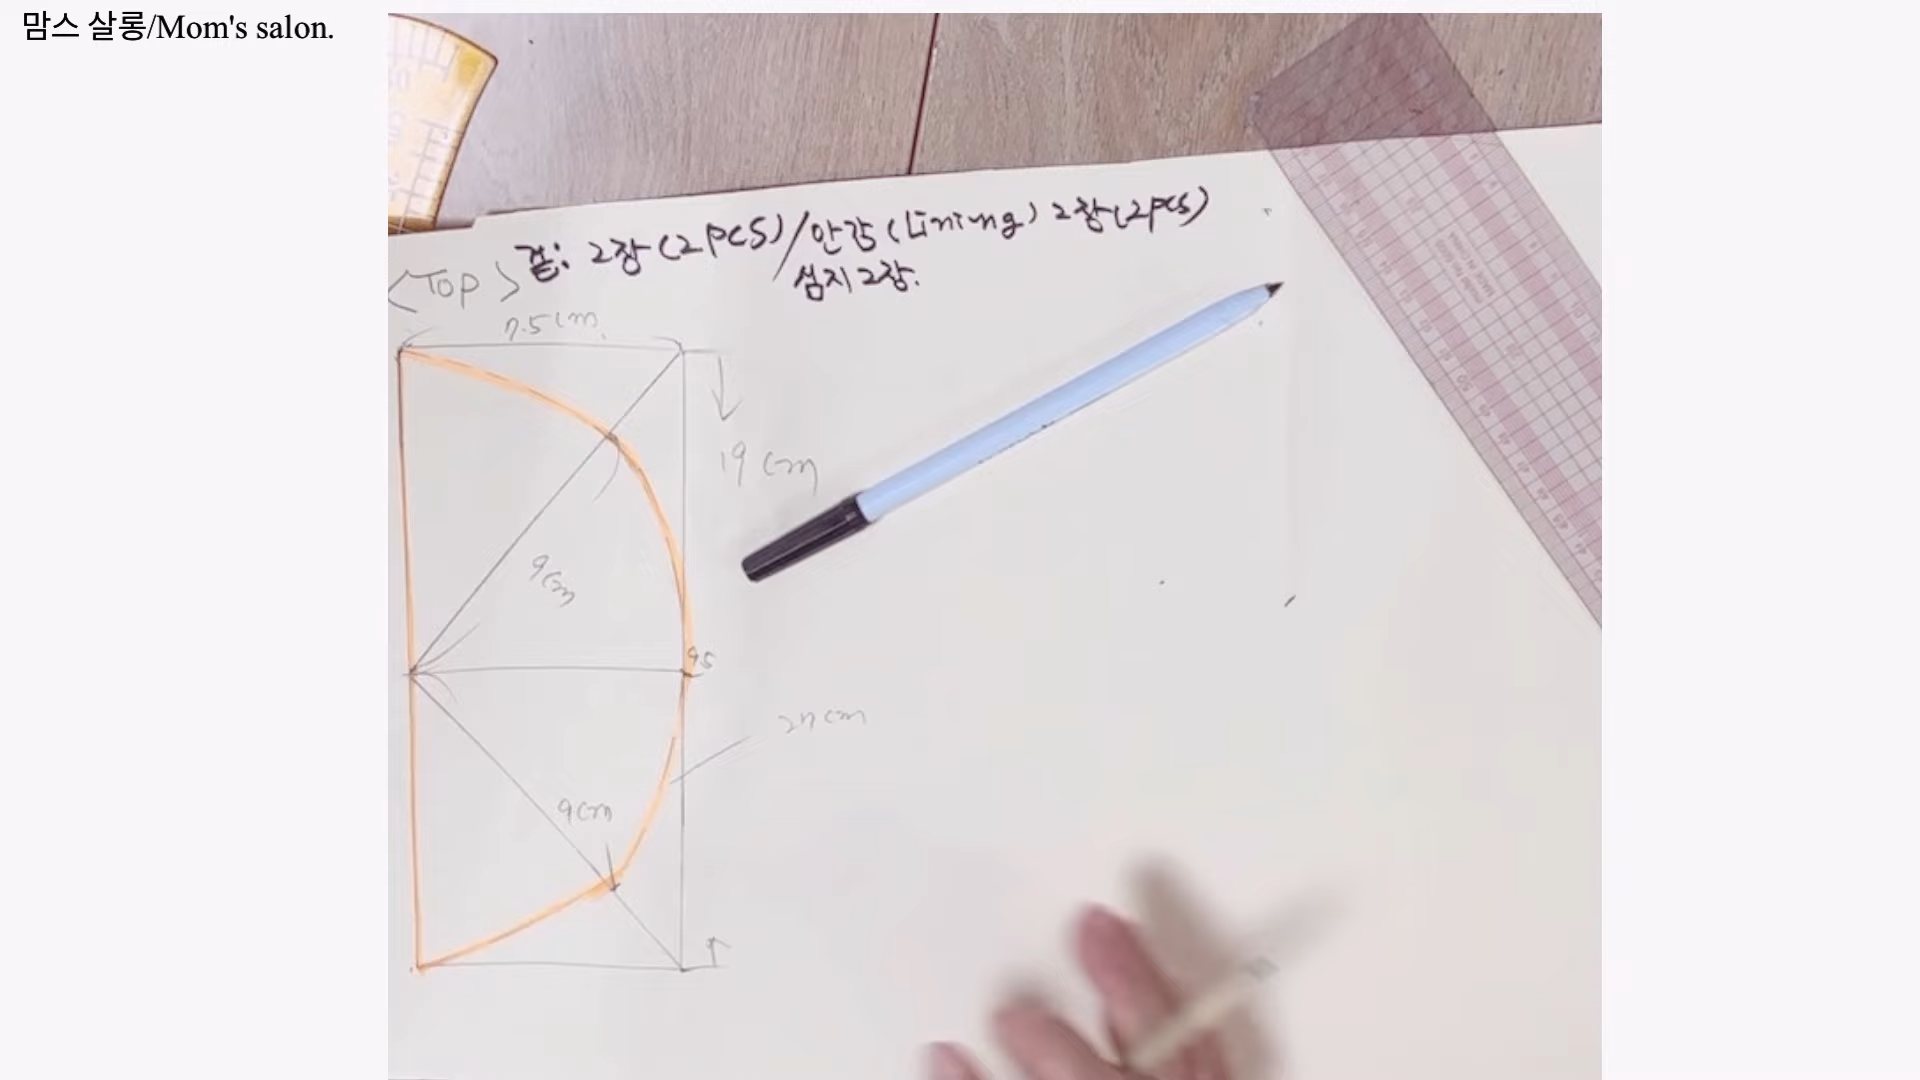 맘스 살롱/Mom's salon.
겉: 2장(2pcs)/안감(Lining) 2장(2pcs)
심지 2장.
<Top>
7.5cm
19cm
9cm
9.5
27cm
9cm